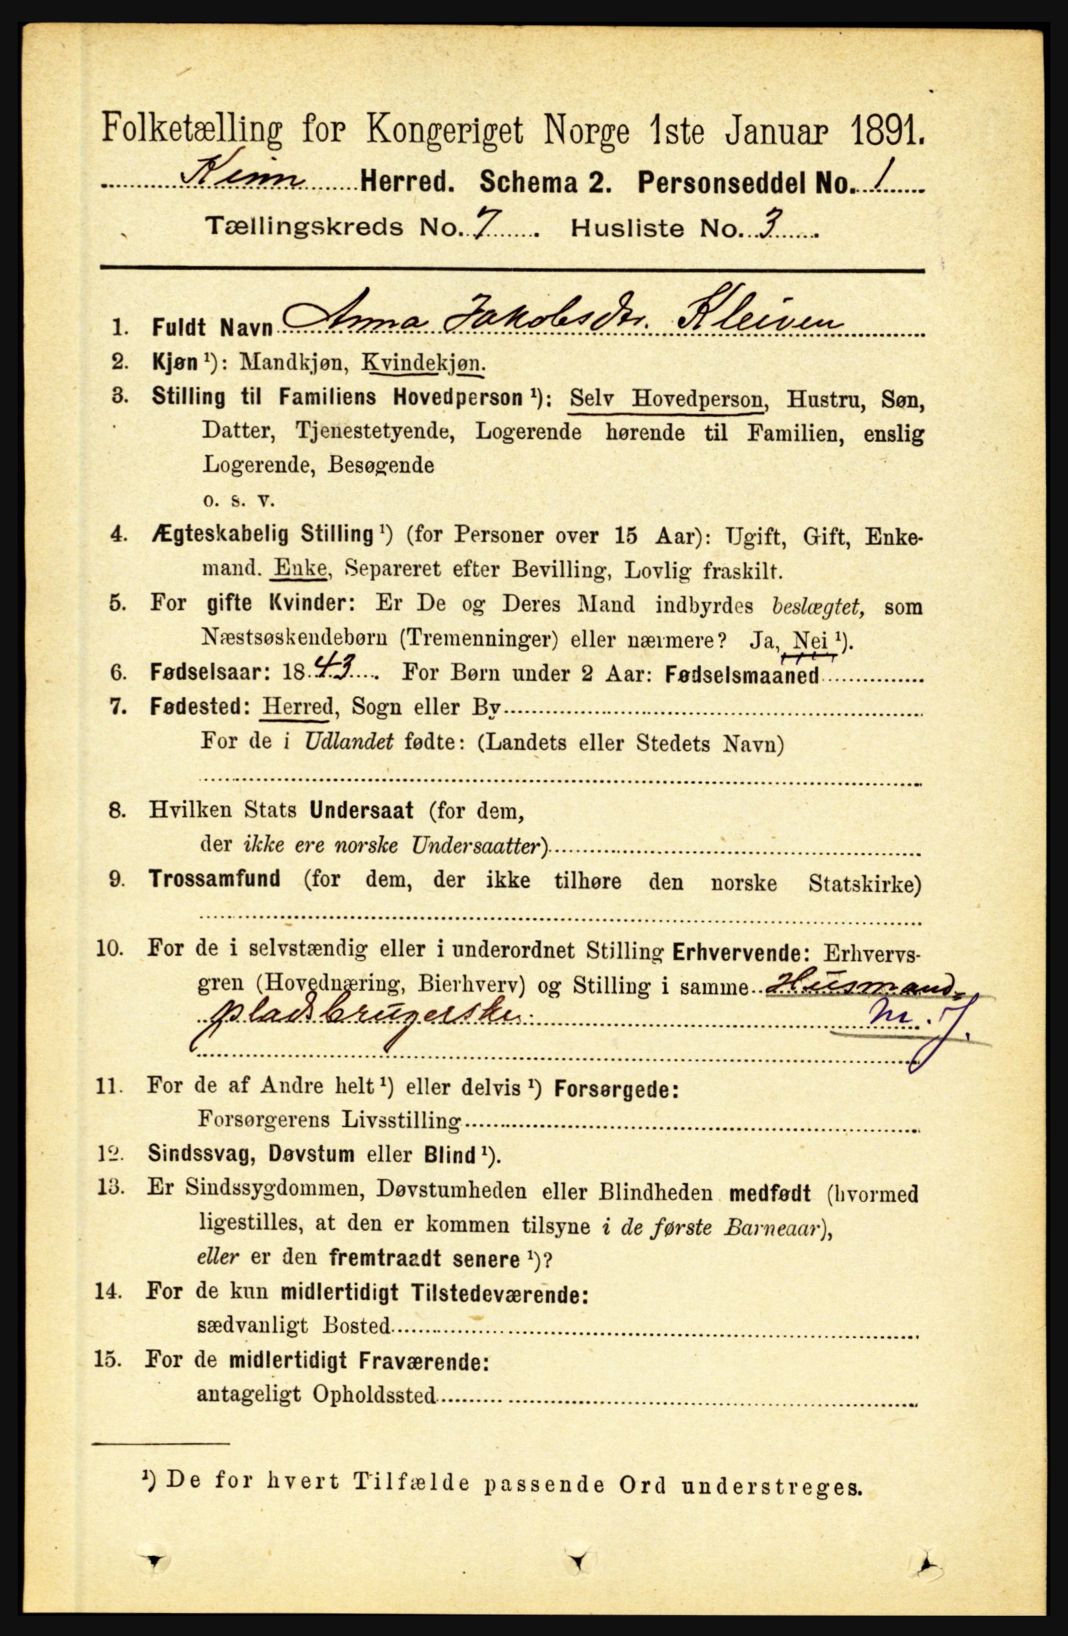 Folketælling for Kongeriget Norge 1ste Januar 1891.
Kinn Herred. Schema 2. Personseddel No. 1
Tællingskreds No. 7. Husliste No. 3.
1. Fuldt Navn Anna Jakobsdtr. Kleiven
2. Kjøn ¹): Mandkjøn, Kvindekjøn.
3. Stilling til Familiens Hovedperson ¹): Selv Hovedperson, Hustru, Søn,
Datter, Tjenestetyende, Logerende hørende til Familien, enslig
Logerende, Besøgende
o. s. v.
4. Ægteskabelig Stilling ¹) (for Personer over 15 Aar): Ugift, Gift, Enke-
mand. Enke, Separeret efter Bevilling, Lovlig fraskilt.
5. For gifte Kvinder: Er De og Deres Mand indbyrdes beslægtet, som
Næstsøskendebørn (Tremenninger) eller nærmere? Ja, Nei ¹).
6. Fødselsaar: 1843. For Børn under 2 Aar: Fødselsmaaned
7. Fødested: Herred, Sogn eller By
For de i Udlandet fødte: (Landets eller Stedets Navn)
8. Hvilken Stats Undersaat (for dem,
der ikke ere norske Undersaatter)
9. Trossamfund (for dem, der ikke tilhøre den norske Statskirke)
10. For de i selvstændig eller i underordnet Stilling Erhvervende: Erhvervs-
gren (Hovednæring, Bierhverv) og Stilling i samme Husmand-
pladsbrugerske. m. J.
11. For de af Andre helt ¹) eller delvis ¹) Forsørgede:
Forsørgerens Livsstilling
12. Sindssvag, Døvstum eller Blind ¹).
13. Er Sindssygdommen, Døvstumheden eller Blindheden medfødt (hvormed
ligestilles, at den er kommen tilsyne i de første Barneaar),
eller er den fremtraadt senere ¹)?
14. For de kun midlertidigt Tilstedeværende:
sædvanligt Bosted
15. For de midlertidigt Fraværende:
antageligt Opholdssted
¹) De for hvert Tilfælde passende Ord understreges.